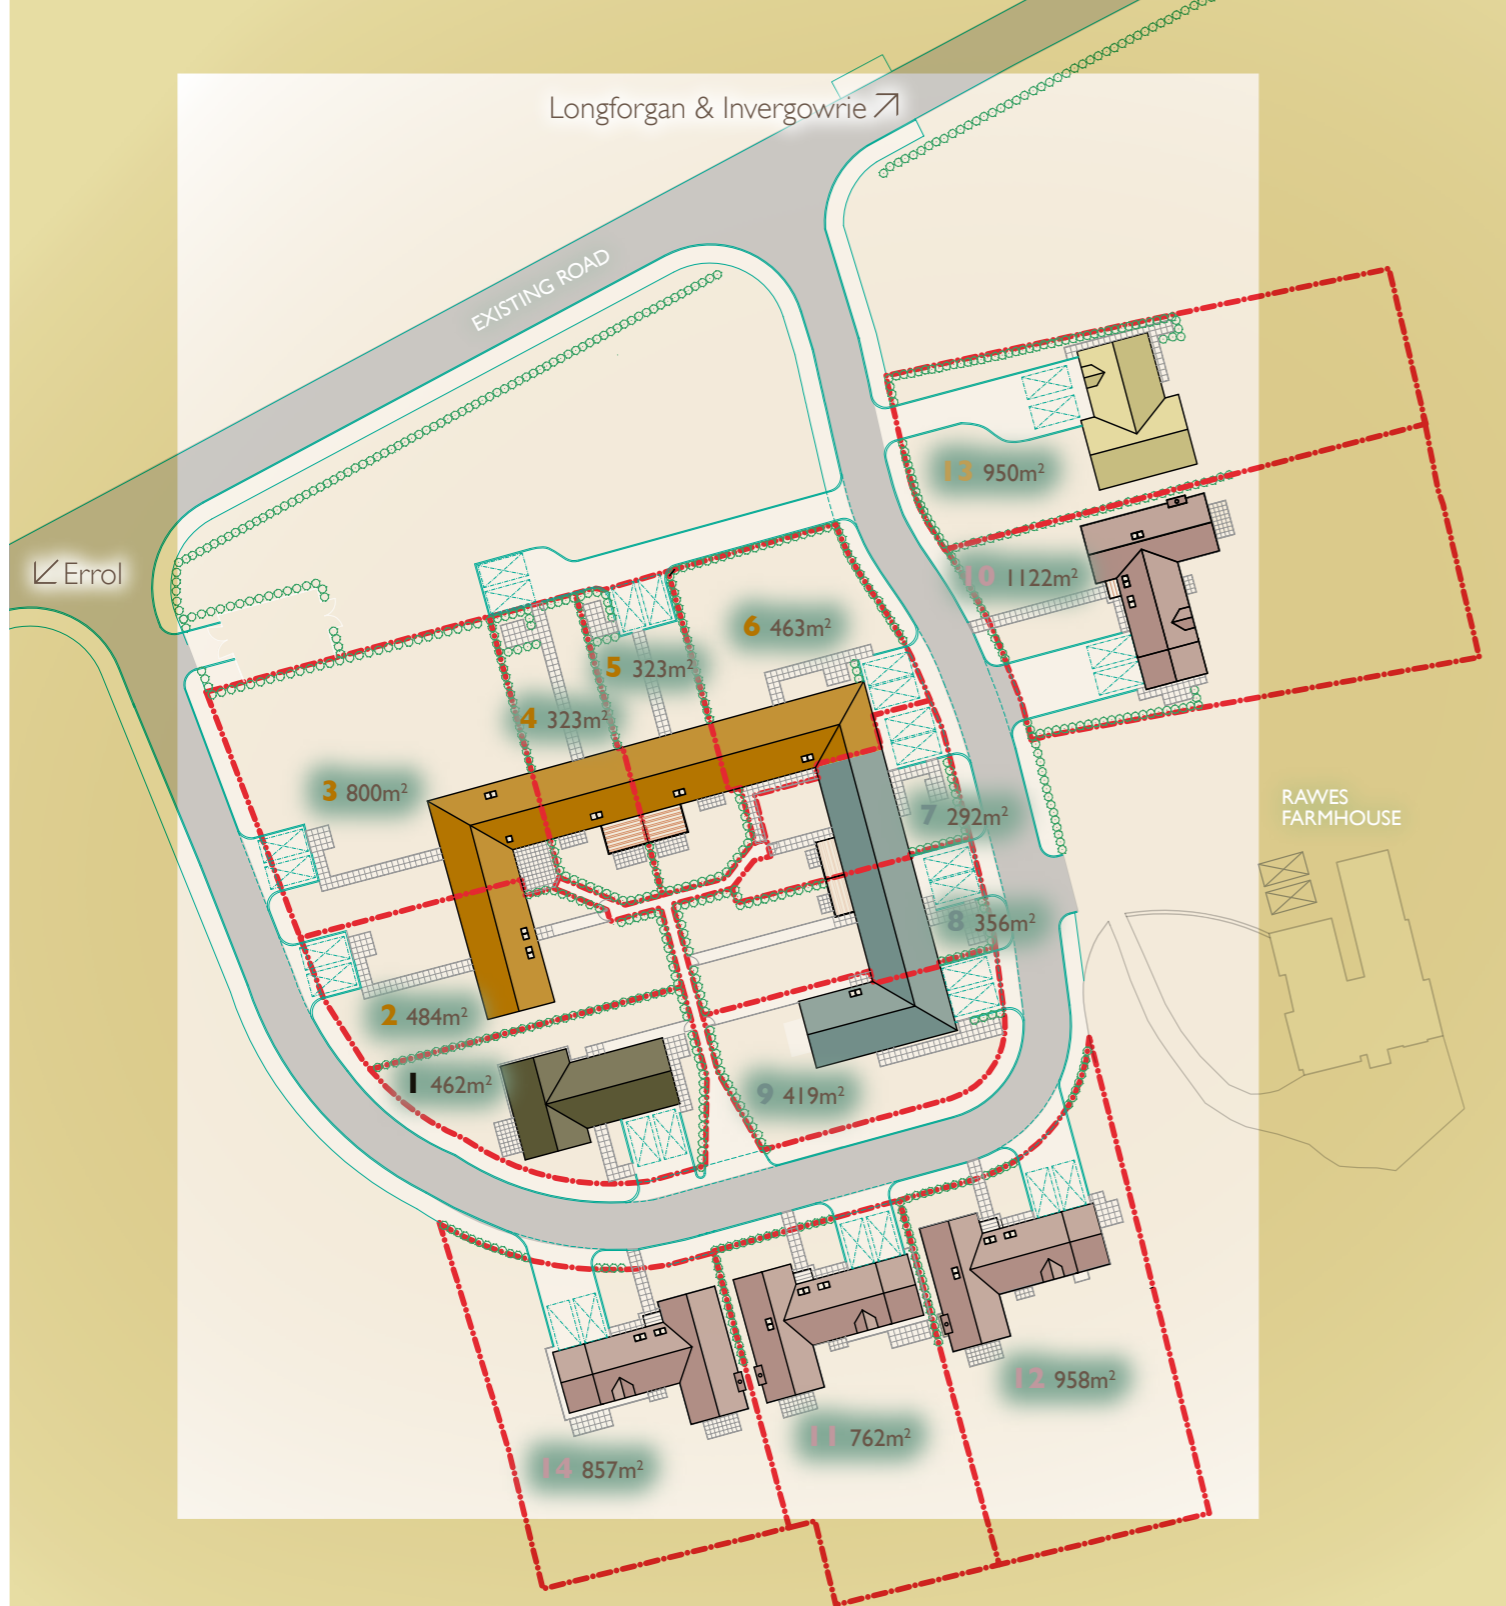 Longforgan & Invergowrie
EXISTING ROAD
Errol
13 950m²
10 1122m²
6 463m²
5 323m²
4 323m²
3 800m²
RAWES
FARMHOUSE
7 292m²
8 356m²
2 484m²
1 462m²
9 419m²
12 958m²
11 762m²
14 857m²